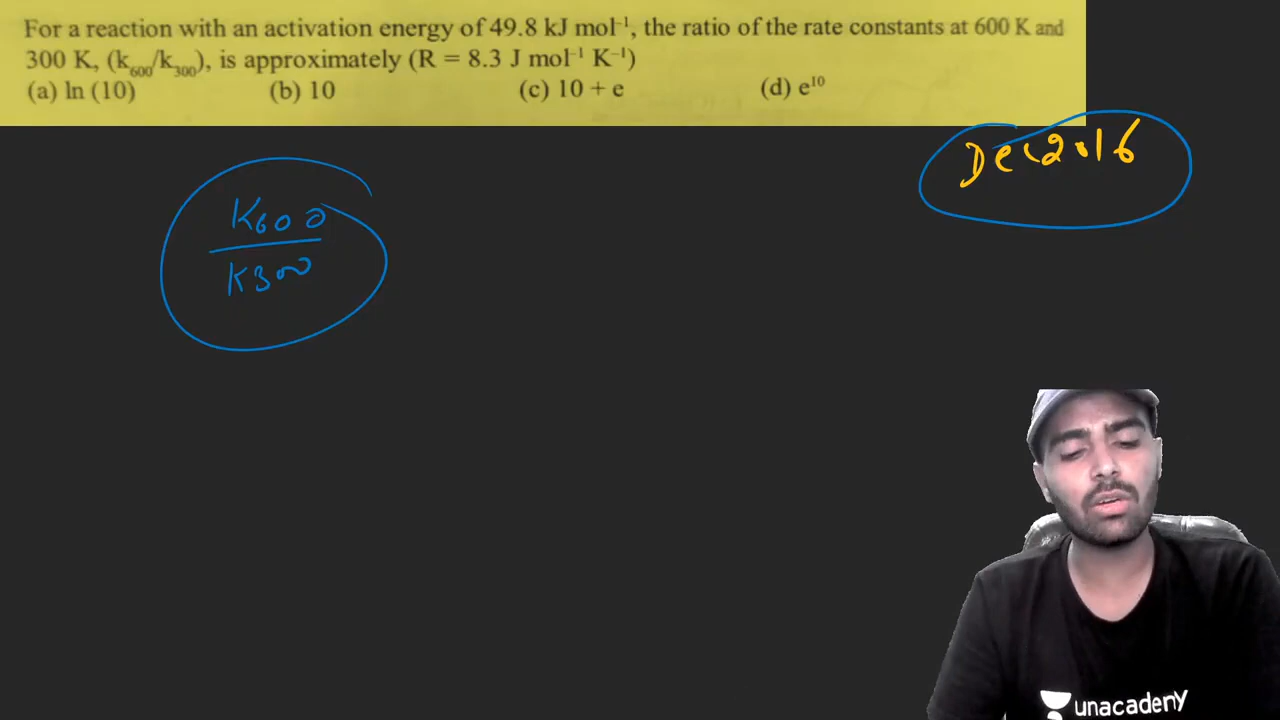 For a reaction with an activation energy of 49.8 kJ mol⁻¹, the ratio of the rate constants at 600 K and
300 K, (k₆₀₀/k₃₀₀), is approximately (R = 8.3 J mol⁻¹ K⁻¹)
(a) ln (10) (b) 10 (c) 10 + e (d) e¹⁰
Dec 2016
K600
K300
unacademy